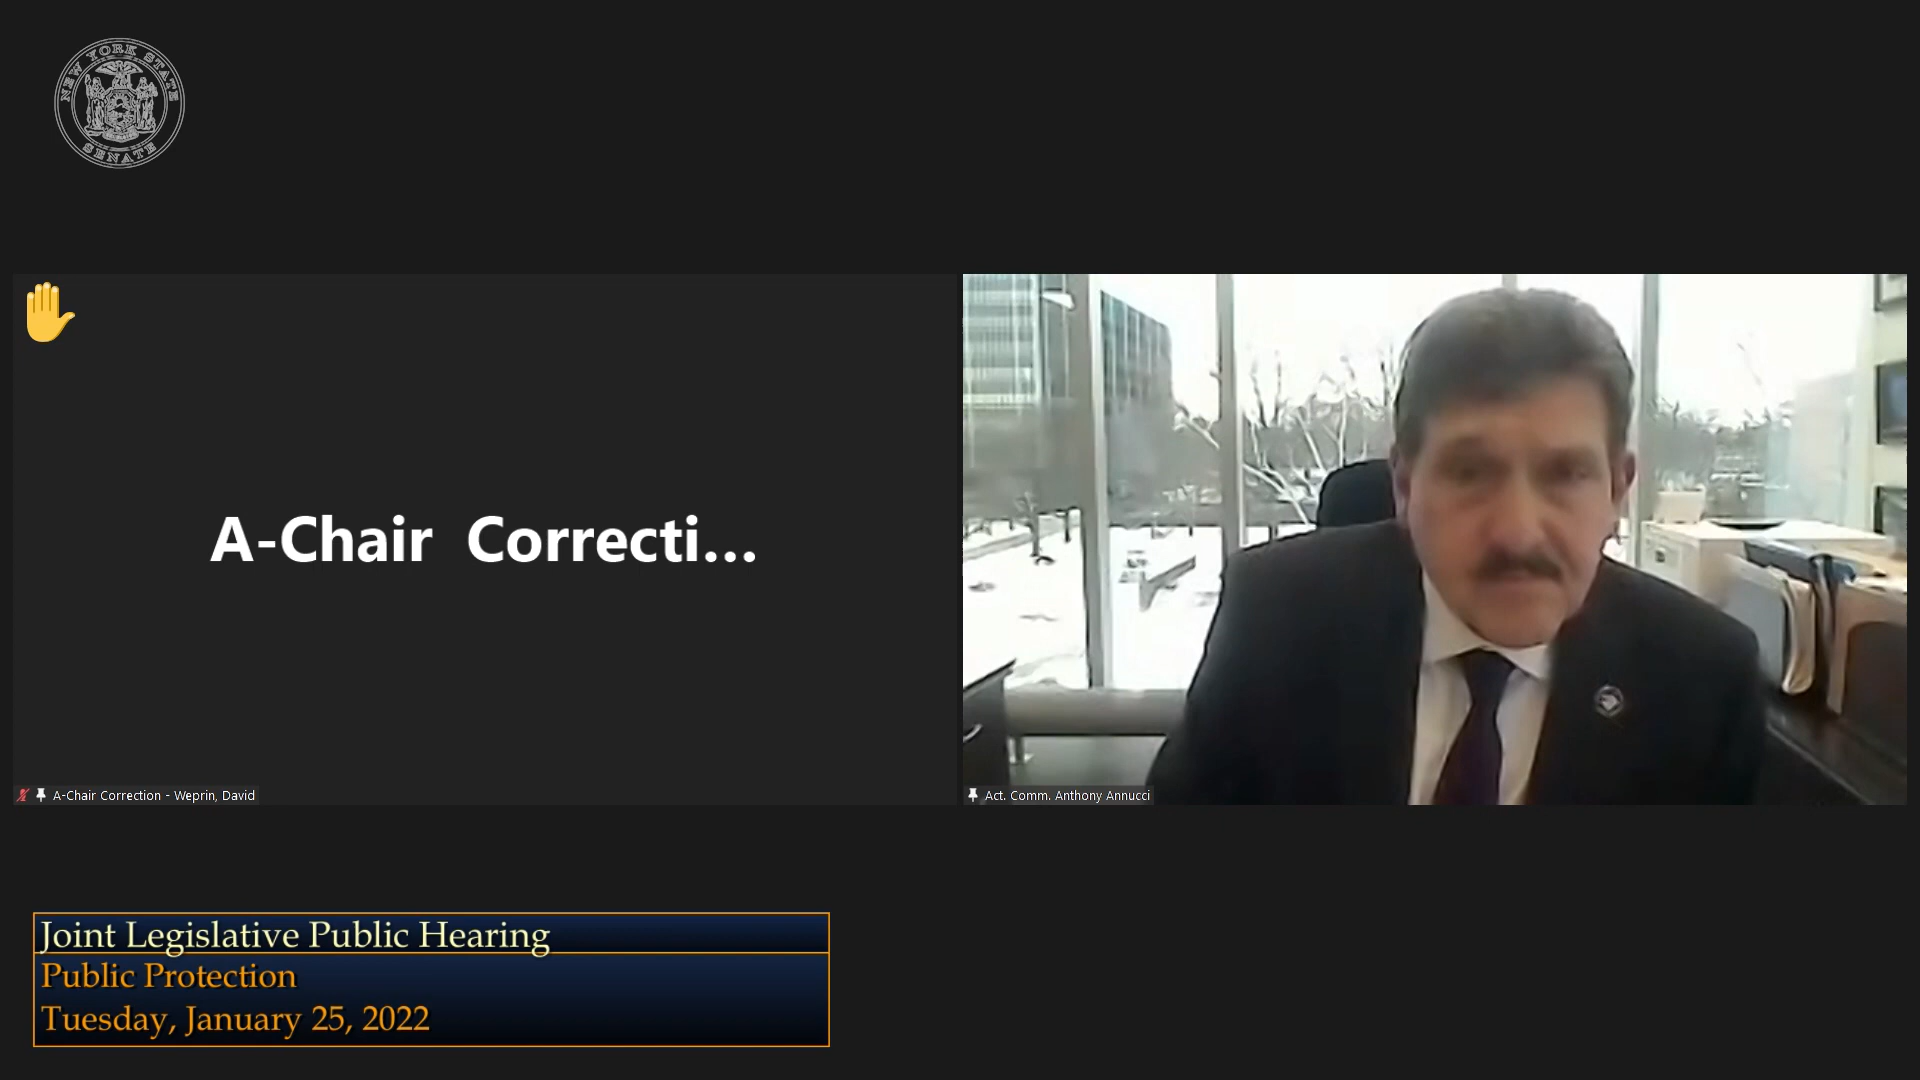 NEW YORK STATE
SENATE
A-Chair Correcti...
A-Chair Correction - Weprin, David
Act. Comm. Anthony Annucci
Joint Legislative Public Hearing
Public Protection
Tuesday, January 25, 2022